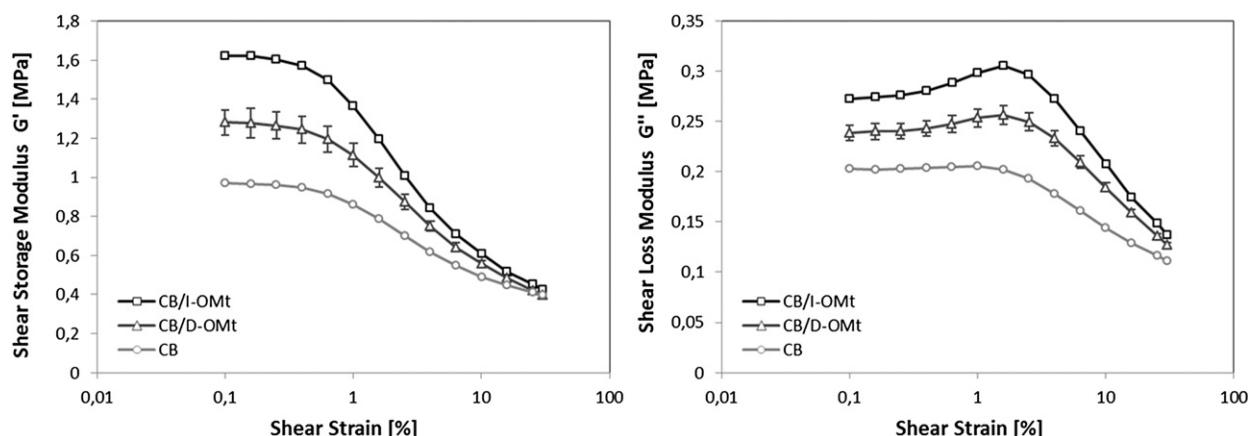 Shear Storage Modulus G' [MPa]
1,8
1,6
1,4
1,2
1
0,8
0,6
0,4
0,2
0
CB/I-OMt
CB/D-OMt
CB
0,01
0,1
1
10
100
Shear Strain [%]
Shear Loss Modulus G'' [MPa]
0,35
0,3
0,25
0,2
0,15
0,1
0,05
0
CB/I-OMt
CB/D-OMt
CB
0,01
0,1
1
10
100
Shear Strain [%]